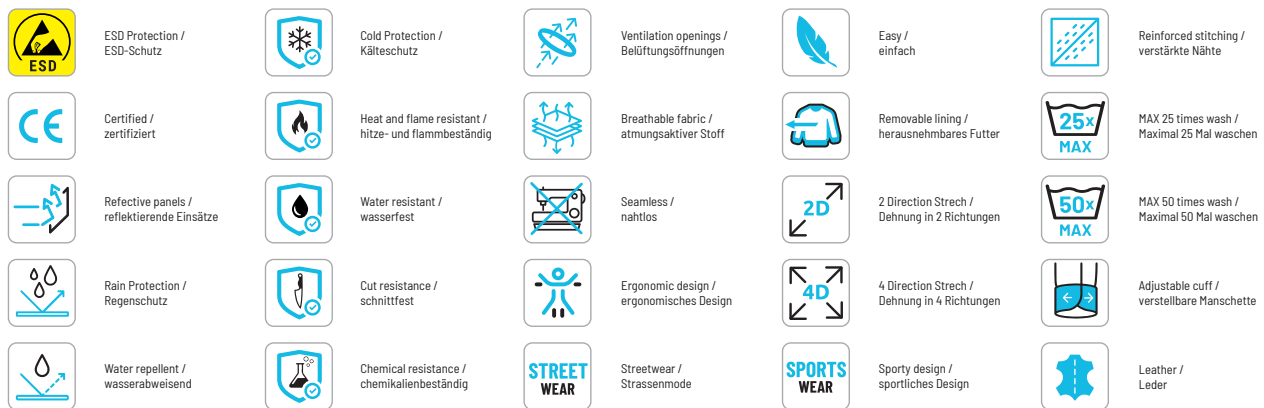 ESD
ESD Protection /
ESD-Schutz
Cold Protection /
Kälteschutz
Ventilation openings /
Belüftungsöffnungen
Easy /
einfach
Reinforced stitching /
verstärkte Nähte
CE
Certified /
zertifiziert
Heat and flame resistant /
hitze- und flammbeständig
Breathable fabric /
atmungsaktiver Stoff
Removable lining /
herausnehmbares Futter
25x
MAX
MAX 25 times wash /
Maximal 25 Mal waschen
Refective panels /
reflektierende Einsätze
Water resistant /
wasserfest
Seamless /
nahtlos
2D
2 Direction Strech /
Dehnung in 2 Richtungen
50x
MAX
MAX 50 times wash /
Maximal 50 Mal waschen
Rain Protection /
Regenschutz
Cut resistance /
schnittfest
Ergonomic design /
ergonomisches Design
4D
4 Direction Strech /
Dehnung in 4 Richtungen
Adjustable cuff /
verstellbare Manschette
Water repellent /
wasserabweisend
Chemical resistance /
chemikalienbeständig
STREET
WEAR
Streetwear /
Strassenmode
SPORTS
WEAR
Sporty design /
sportliches Design
Leather /
Leder